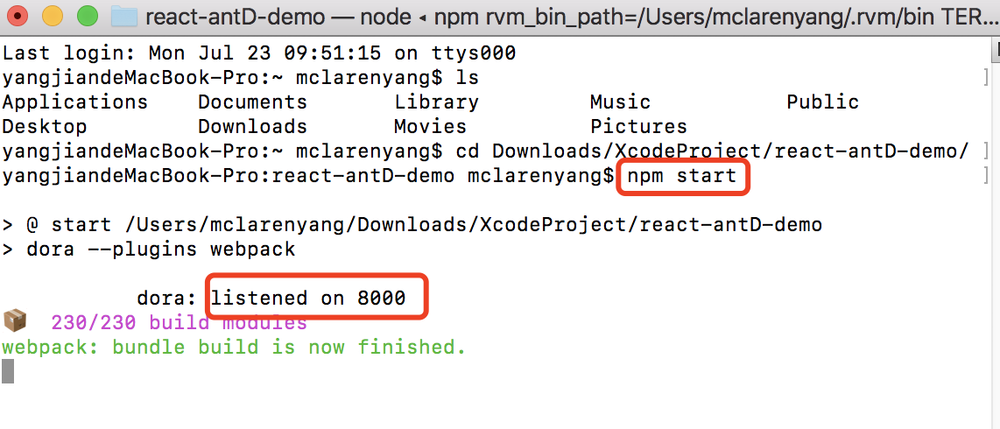 react-antD-demo — node ◂ npm rvm_bin_path=/Users/mclarenyang/.rvm/bin TER...
Last login: Mon Jul 23 09:51:15 on ttys000
yangjiandeMacBook-Pro:~ mclarenyang$ ls
Applications Documents Library Music Public
Desktop Downloads Movies Pictures
yangjiandeMacBook-Pro:~ mclarenyang$ cd Downloads/XcodeProject/react-antD-demo/
yangjiandeMacBook-Pro:react-antD-demo mclarenyang$ npm start
> @ start /Users/mclarenyang/Downloads/XcodeProject/react-antD-demo
> dora --plugins webpack
dora: listened on 8000
📦 230/230 build modules
webpack: bundle build is now finished.